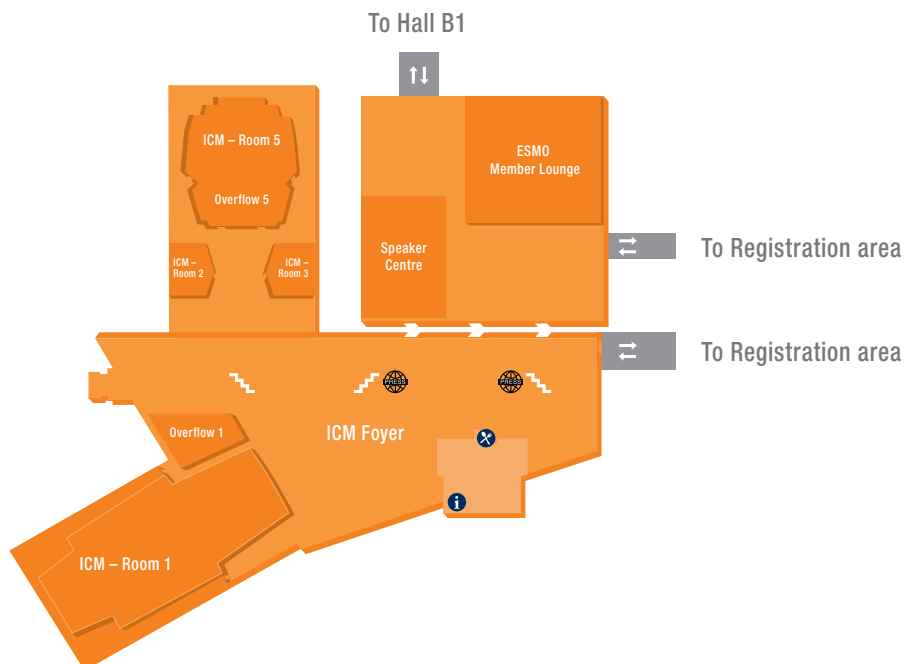 To Hall B1
ICM – Room 5
Overflow 5
ESMO
Member Lounge
Speaker
Centre
To Registration area
ICM –
Room 2
ICM –
Room 3
To Registration area
PRESS
PRESS
Overflow 1
ICM Foyer
i
ICM – Room 1